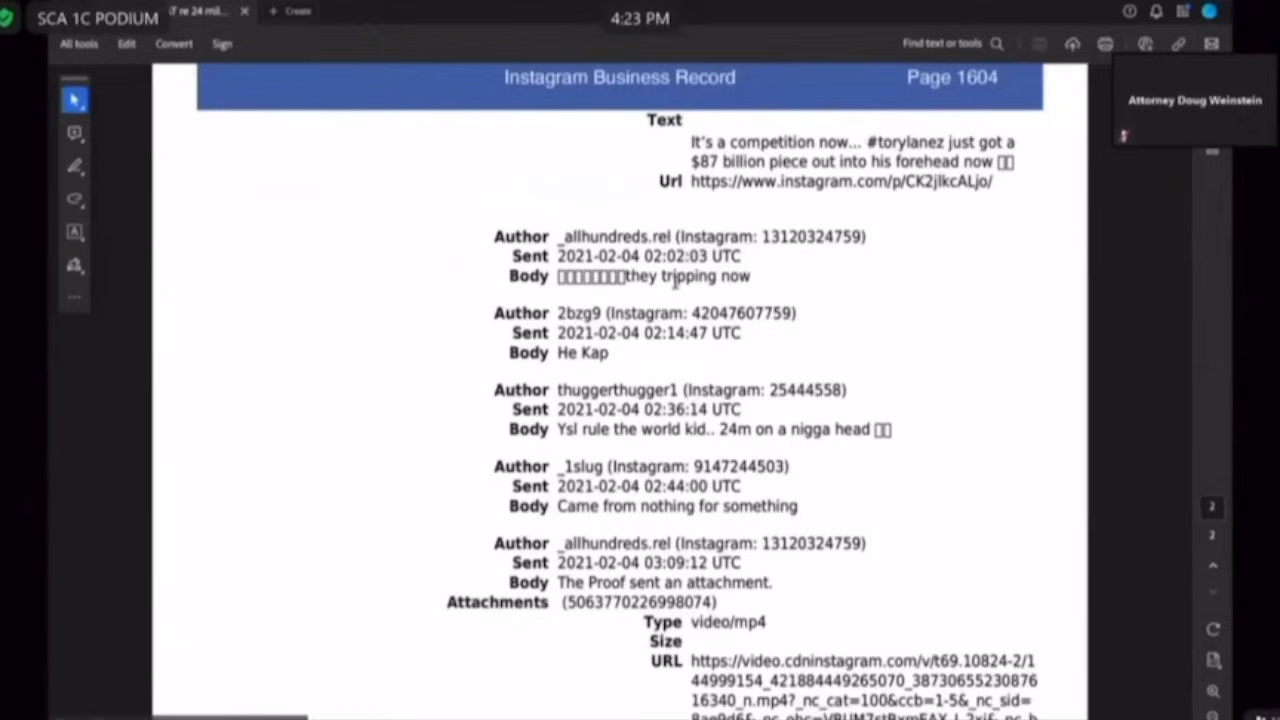 SCA 1C PODIUM
T re 24 mil...
+ Create
4:23 PM
All tools Edit Convert Sign
Find text or tools
Attorney Doug Weinstein
Instagram Business Record Page 1604
Text
It's a competition now... #torylanez just got a
$87 billion piece out into his forehead now
Url https://www.instagram.com/p/CK2jlkcALjo/
Author _allhundreds.rel (Instagram: 13120324759)
Sent 2021-02-04 02:02:03 UTC
Body they tripping now
Author 2bzg9 (Instagram: 42047607759)
Sent 2021-02-04 02:14:47 UTC
Body He Kap
Author thuggerthugger1 (Instagram: 25444558)
Sent 2021-02-04 02:36:14 UTC
Body Ysl rule the world kid.. 24m on a nigga head
Author _1slug (Instagram: 9147244503)
Sent 2021-02-04 02:44:00 UTC
Body Came from nothing for something
Author _allhundreds.rel (Instagram: 13120324759)
Sent 2021-02-04 03:09:12 UTC
Body The Proof sent an attachment.
Attachments (5063770226998074)
Type video/mp4
Size
URL https://video.cdninstagram.com/v/t69.10824-2/1
44999154_421884449265070_38730655230876
16340_n.mp4?_nc_cat=100&ccb=1-5&_nc_sid=
2
2